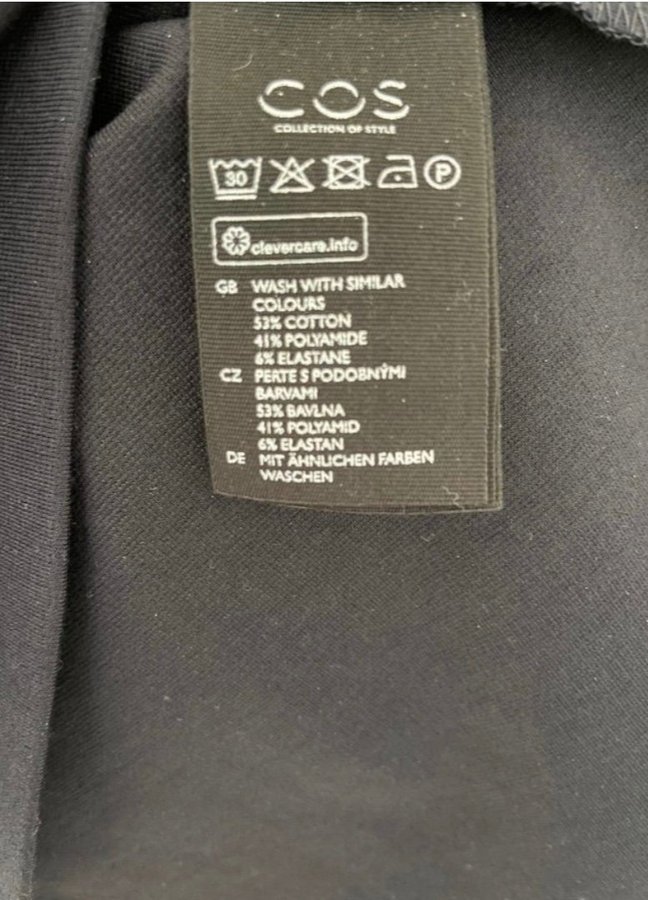 COS
COLLECTION OF STYLE
30 P
clevercare.info
GB WASH WITH SIMILAR
COLOURS
53% COTTON
41% POLYAMIDE
6% ELASTANE
CZ PERTE S PODOBNÝMI
BARVAMI
53% BAVLNA
41% POLYAMID
6% ELASTAN
DE MIT ÄHNLICHEN FARBEN
WASCHEN